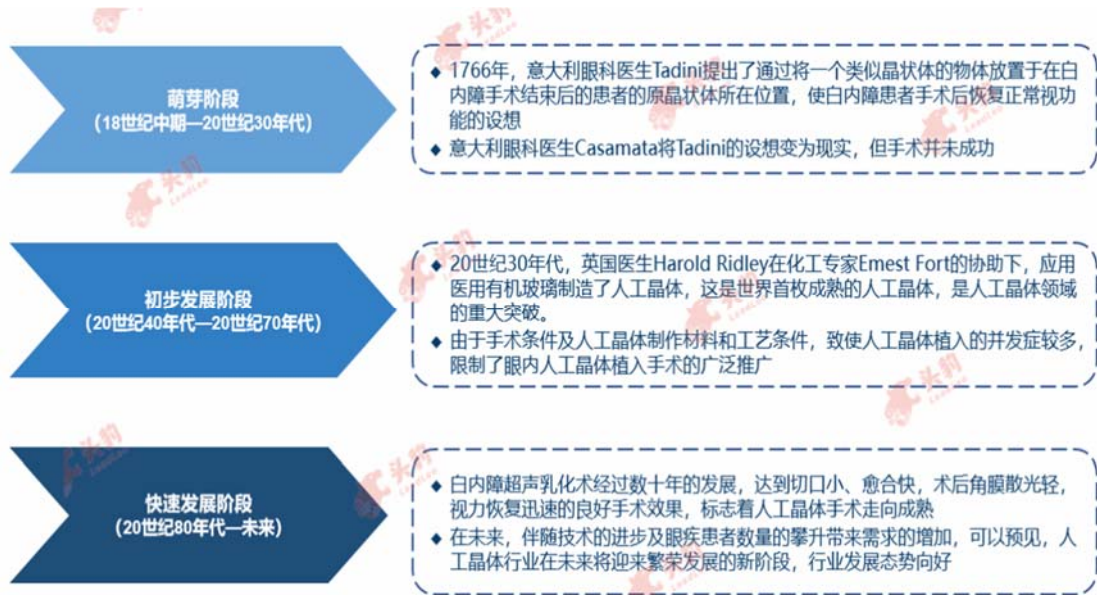 萌芽阶段
（18世纪中期—20世纪30年代）
◆ 1766年，意大利眼科医生Tadini提出了通过将一个类似晶状体的物体放置于在白
内障手术结束后的患者的原晶状体所在位置，使白内障患者手术后恢复正常视功
能的设想
◆ 意大利眼科医生Casamata将Tadini的设想变为现实，但手术并未成功
初步发展阶段
（20世纪40年代—20世纪70年代）
◆ 20世纪30年代，英国医生Harold Ridley在化工专家Emest Fort的协助下，应用
医用有机玻璃制造了人工晶体，这是世界首枚成熟的人工晶体，是人工晶体领域
的重大突破。
◆ 由于手术条件及人工晶体制作材料和工艺条件，致使人工晶体植入的并发症较多，
限制了眼内人工晶体植入手术的广泛推广
快速发展阶段
（20世纪80年代—未来）
◆ 白内障超声乳化术经过数十年的发展，达到切口小、愈合快，术后角膜散光轻，
视力恢复迅速的良好手术效果，标志着人工晶体手术走向成熟
◆ 在未来，伴随技术的进步及眼疾患者数量的攀升带来需求的增加，可以预见，人
工晶体行业在未来将迎来繁荣发展的新阶段，行业发展态势向好
头豹
LeadLeo